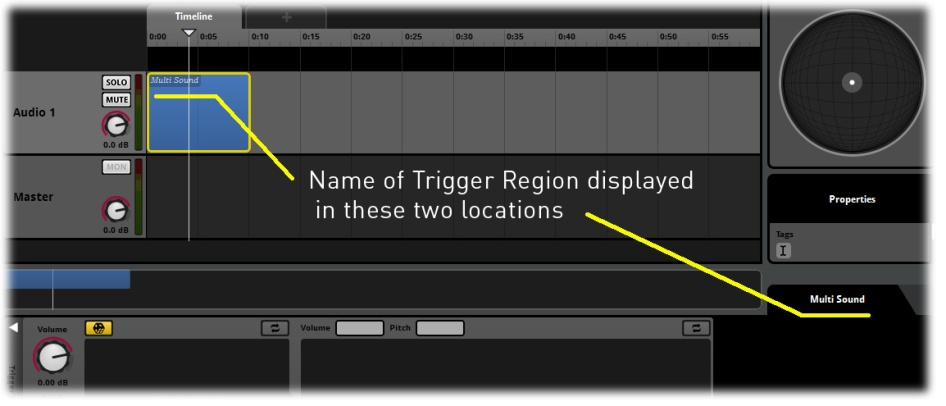 Timeline +
0:00 0:05 0:10 0:15 0:20 0:25 0:30 0:35 0:40 0:45 0:50 0:55
Multi Sound
SOLO
MUTE
Audio 1
0.0 dB
MON
Master
0.0 dB
Name of Trigger Region displayed
in these two locations
Properties
Tags
Multi Sound
Volume
Volume Pitch
0.00 dB
Trigger